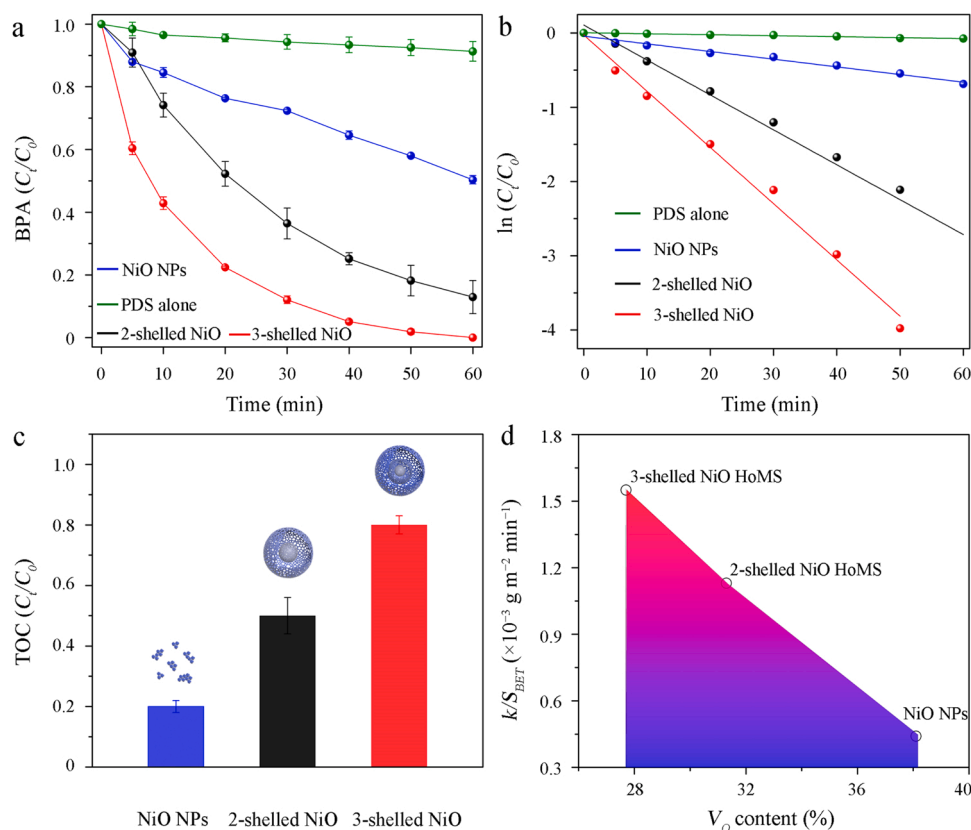 a
BPA (Cₜ/C₀)
1.0
0.8
0.6
0.4
0.2
0
NiO NPs
PDS alone
2-shelled NiO
3-shelled NiO
0 10 20 30 40 50 60
Time (min)
b
ln (Cₜ/C₀)
0
-1
-2
-3
-4
PDS alone
NiO NPs
2-shelled NiO
3-shelled NiO
0 10 20 30 40 50 60
Time (min)
c
TOC (Cₜ/C₀)
1.0
0.8
0.6
0.4
0.2
0
NiO NPs 2-shelled NiO 3-shelled NiO
d
k/S_BET (×10⁻³ g m⁻² min⁻¹)
1.8
1.5
1.2
0.9
0.6
0.3
3-shelled NiO HoMS
2-shelled NiO HoMS
NiO NPs
28 32 36 40
V_O content (%)